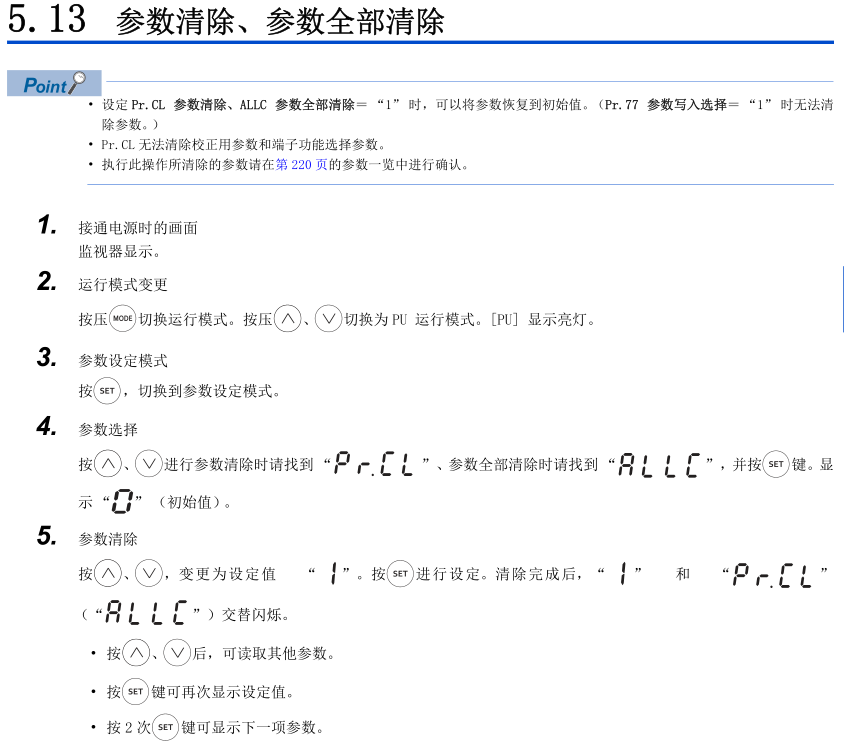 5.13 参数清除、参数全部清除
Point
• 设定 Pr.CL 参数清除、ALLC 参数全部清除＝“1”时，可以将参数恢复到初始值。（Pr.77 参数写入选择＝“1”时无法清
除参数。）
• Pr.CL 无法清除校正用参数和端子功能选择参数。
• 执行此操作所清除的参数请在第 220 页的参数一览中进行确认。
1. 接通电源时的画面
监视器显示。
2. 运行模式变更
按压(MODE)切换运行模式。按压(∧)、(∨)切换为 PU 运行模式。[PU] 显示亮灯。
3. 参数设定模式
按(SET)，切换到参数设定模式。
4. 参数选择
按(∧)、(∨)进行参数清除时请找到“Pr.CL”、参数全部清除时请找到“ALLC”，并按(SET)键。显
示“0”（初始值）。
5. 参数清除
按(∧)、(∨)，变更为设定值 “1”。按(SET)进行设定。清除完成后，“1” 和 “Pr.CL”
（“ALLC”）交替闪烁。
• 按(∧)、(∨)后，可读取其他参数。
• 按(SET)键可再次显示设定值。
• 按 2 次(SET)键可显示下一项参数。